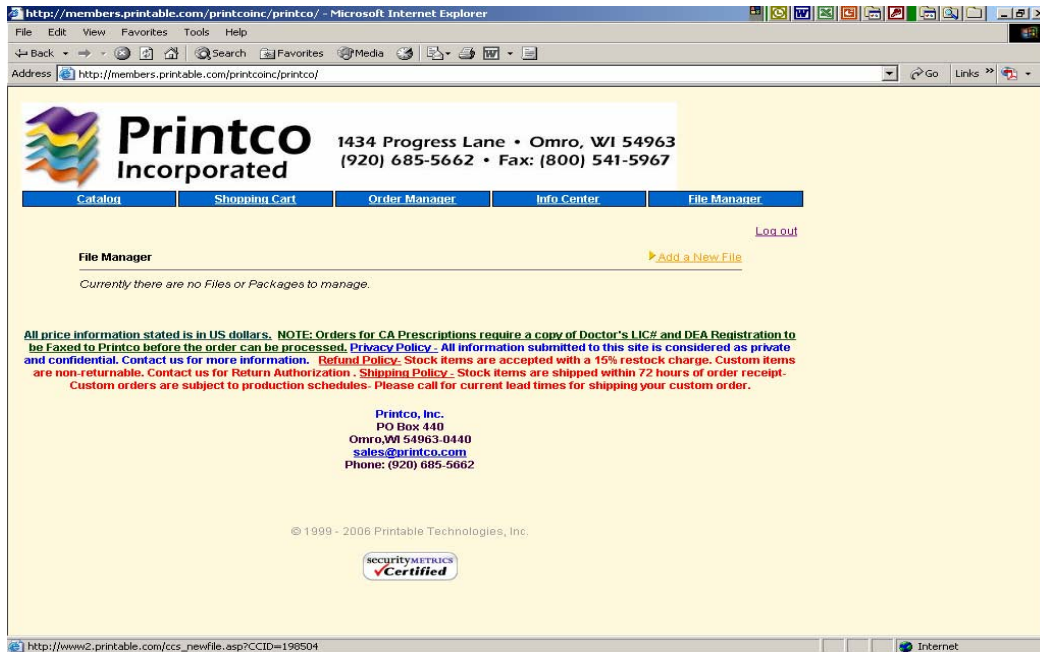 http://members.printable.com/printcoinc/printco/ - Microsoft Internet Explorer
File Edit View Favorites Tools Help
Back Search Favorites Media
Address http://members.printable.com/printcoinc/printco/ Go Links »
Printco
Incorporated
1434 Progress Lane • Omro, WI 54963
(920) 685-5662 • Fax: (800) 541-5967
Catalog Shopping Cart Order Manager Info Center File Manager
Log out
File Manager Add a New File
Currently there are no Files or Packages to manage.
All price information stated is in US dollars. NOTE: Orders for CA Prescriptions require a copy of Doctor's LIC# and DEA Registration to
be Faxed to Printco before the order can be processed. Privacy Policy - All information submitted to this site is considered as private
and confidential. Contact us for more information. Refund Policy- Stock items are accepted with a 15% restock charge. Custom items
are non-returnable. Contact us for Return Authorization . Shipping Policy - Stock items are shipped within 72 hours of order receipt-
Custom orders are subject to production schedules- Please call for current lead times for shipping your custom order.
Printco, Inc.
PO Box 440
Omro,WI 54963-0440
sales@printco.com
Phone: (920) 685-5662
© 1999 - 2006 Printable Technologies, Inc.
securityMETRICS
Certified
http://www2.printable.com/ccs_newfile.asp?CCID=198504 Internet